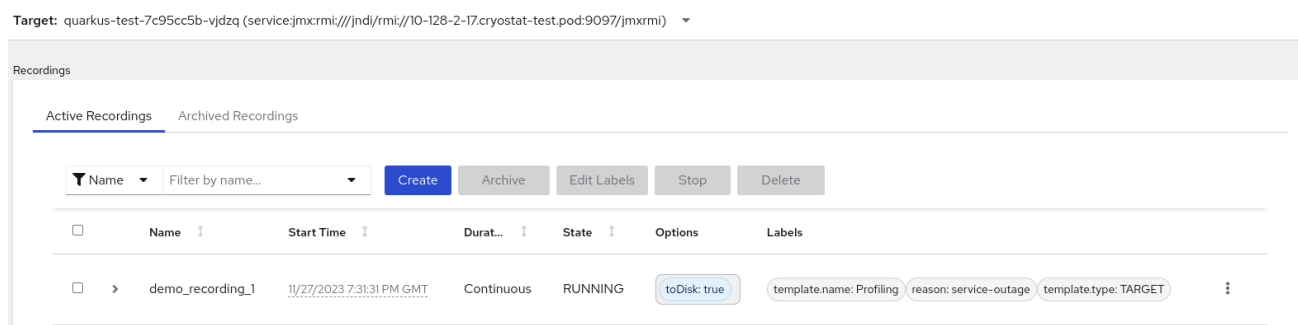 Target: quarkus-test-7c95cc5b-vjdzq (service:jmx:rmi:///jndi/rmi://10-128-2-17.cryostat-test.pod:9097/jmxrmi)
Recordings
Active Recordings Archived Recordings
Name Filter by name... Create Archive Edit Labels Stop Delete
Name Start Time Durat... State Options Labels
demo_recording_1 11/27/2023 7:31:31 PM GMT Continuous RUNNING toDisk: true template.name: Profiling reason: service-outage template.type: TARGET